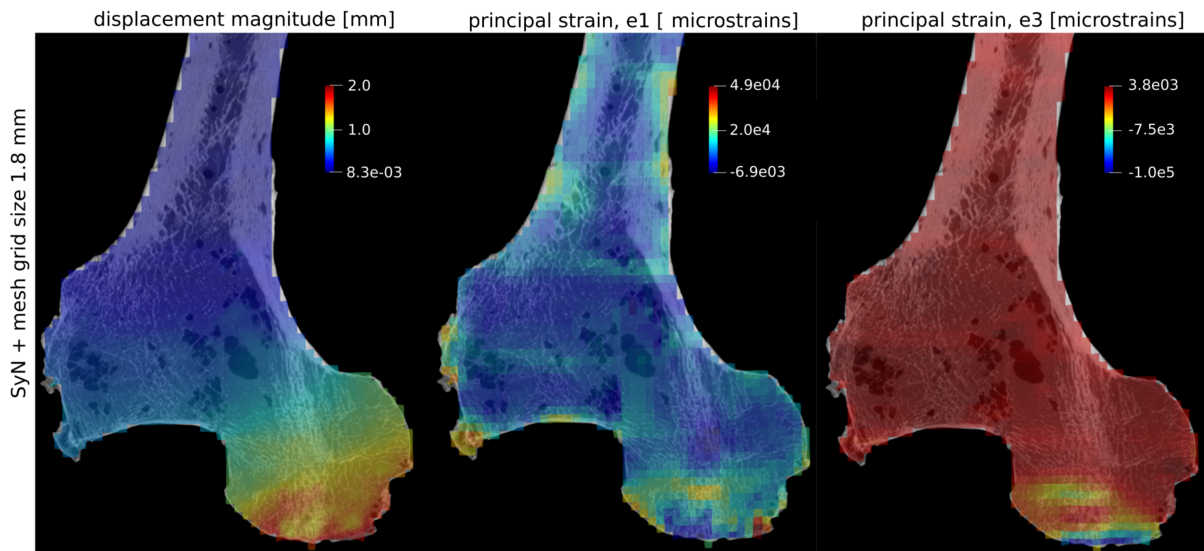 displacement magnitude [mm]
principal strain, e1 [ microstrains]
principal strain, e3 [microstrains]
SyN + mesh grid size 1.8 mm
2.0
1.0
8.3e-03
4.9e04
2.0e4
-6.9e03
3.8e03
-7.5e3
-1.0e5